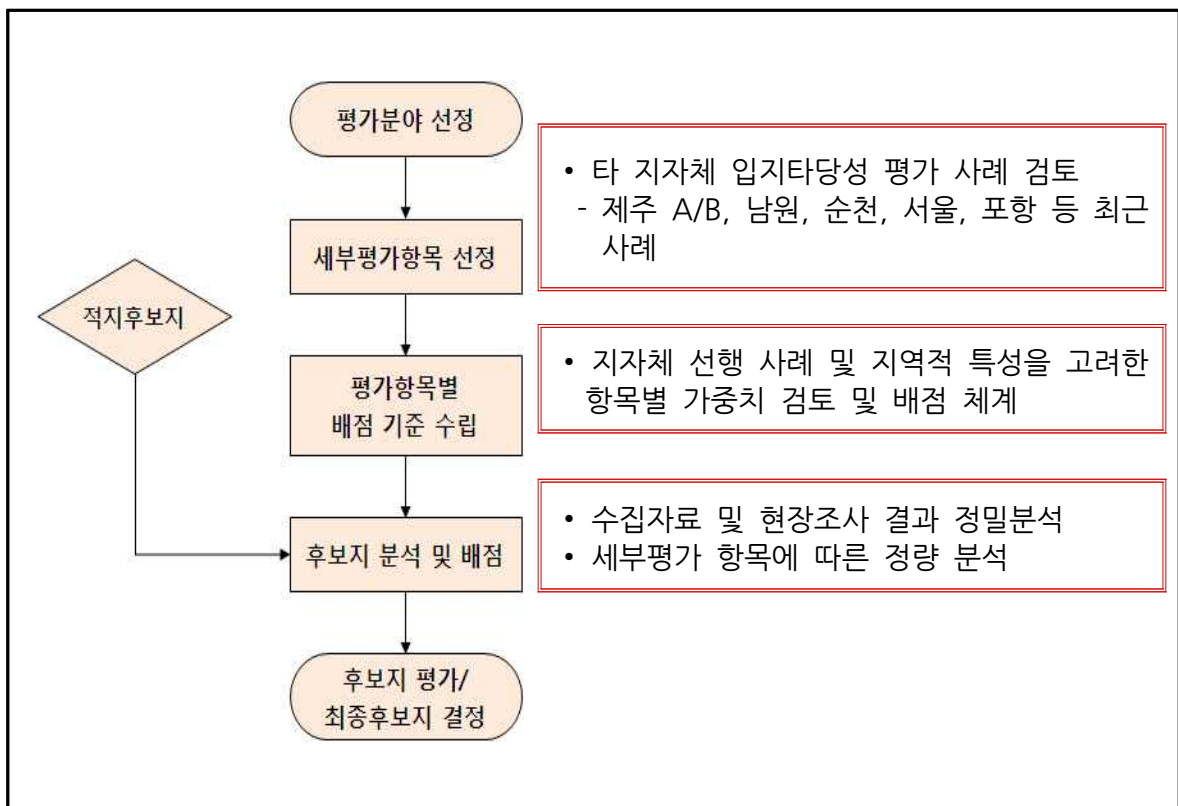 평가분야 선정
• 타 지자체 입지타당성 평가 사례 검토
- 제주 A/B, 남원, 순천, 서울, 포항 등 최근
사례
세부평가항목 선정
적지후보지
• 지자체 선행 사례 및 지역적 특성을 고려한
항목별 가중치 검토 및 배점 체계
평가항목별
배점 기준 수립
• 수집자료 및 현장조사 결과 정밀분석
• 세부평가 항목에 따른 정량 분석
후보지 분석 및 배점
후보지 평가/
최종후보지 결정